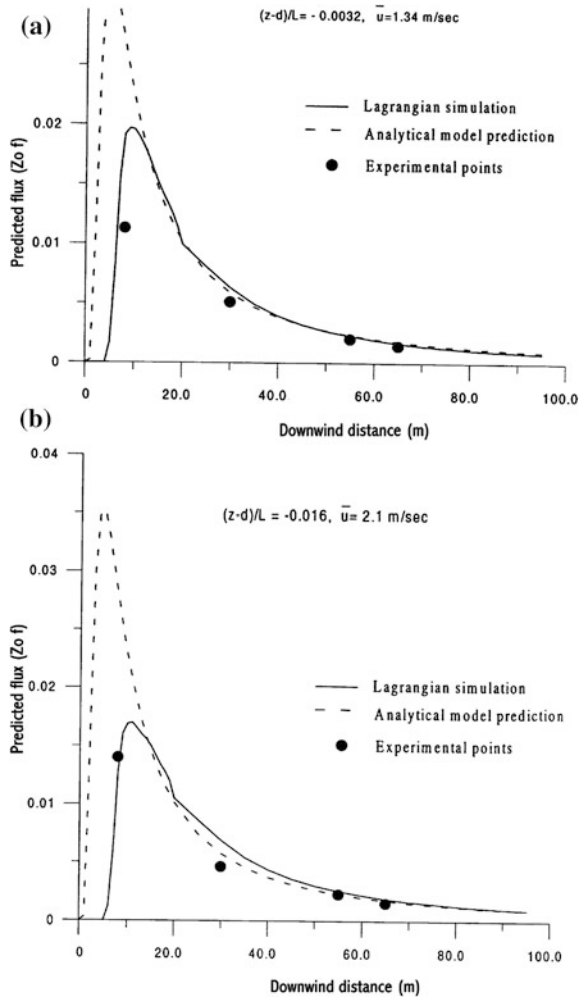 (a)
(z-d)/L= - 0.0032, u̅=1.34 m/sec
Lagrangian simulation
Analytical model prediction
Experimental points
Predicted flux (Zo f)
0.02
0.01
0
0.0 20.0 40.0 60.0 80.0 100.0
Downwind distance (m)
(b)
(z-d)/L = -0.016, u̅= 2.1 m/sec
Lagrangian simulation
Analytical model prediction
Experimental points
Predicted flux (Zo f)
0.04
0.03
0.02
0.01
0
0.0 20.0 40.0 60.0 80.0 100.0
Downwind distance (m)